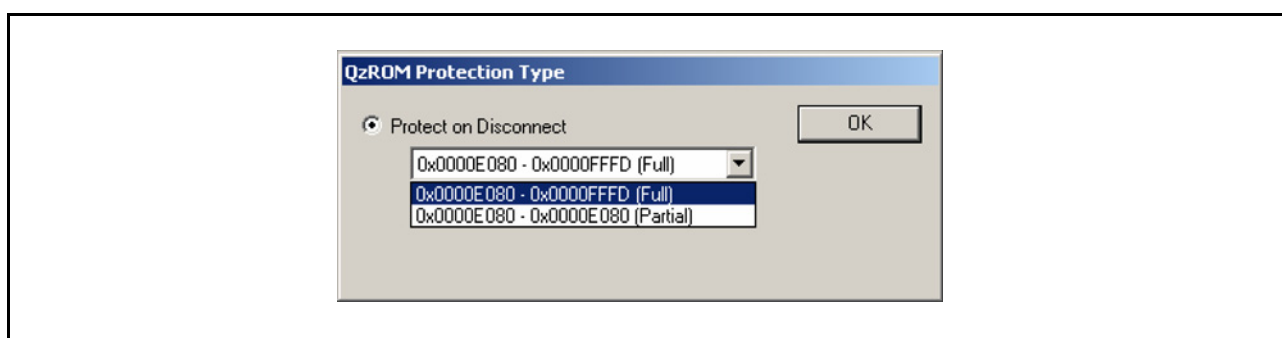 QzROM Protection Type
Protect on Disconnect
OK
0x0000E080 - 0x0000FFFD (Full)
0x0000E080 - 0x0000FFFD (Full)
0x0000E080 - 0x0000E080 (Partial)